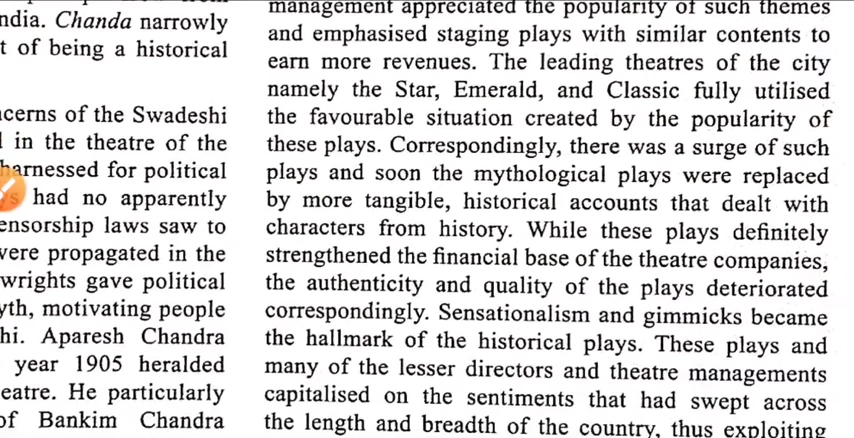 ndia. Chanda narrowly
t of being a historical
ncerns of the Swadeshi
in the theatre of the
harnessed for political
had no apparently
ensorship laws saw to
were propagated in the
wrights gave political
yth, motivating people
hi. Aparesh Chandra
year 1905 heralded
eatre. He particularly
of Bankim Chandra
management appreciated the popularity of such themes
and emphasised staging plays with similar contents to
earn more revenues. The leading theatres of the city
namely the Star, Emerald, and Classic fully utilised
the favourable situation created by the popularity of
these plays. Correspondingly, there was a surge of such
plays and soon the mythological plays were replaced
by more tangible, historical accounts that dealt with
characters from history. While these plays definitely
strengthened the financial base of the theatre companies,
the authenticity and quality of the plays deteriorated
correspondingly. Sensationalism and gimmicks became
the hallmark of the historical plays. These plays and
many of the lesser directors and theatre managements
capitalised on the sentiments that had swept across
the length and breadth of the country, thus exploiting